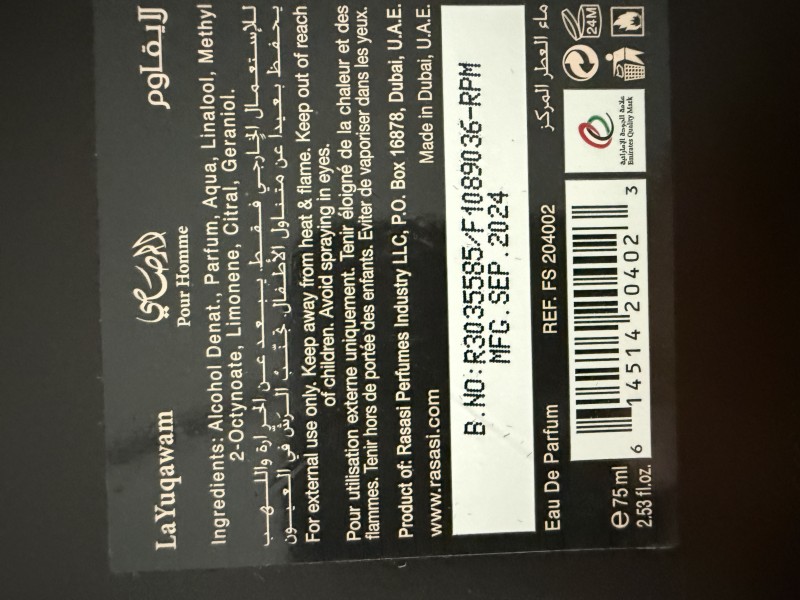 La Yuqawam
الرصاصي
Pour Homme
لايقاوم
Ingredients: Alcohol Denat., Parfum, Aqua, Linalool, Methyl
2-Octynoate, Limonene, Citral, Geraniol.
للإستعمال الخارجي فقط يبعد عن الحرارة واللهب
يحفظ بعيدا عن متناول الأطفال تجنب الرش في العيون
For external use only. Keep away from heat & flame. Keep out of reach
of children. Avoid spraying in eyes.
Pour utilisation externe uniquement. Tenir éloigné de la chaleur et des
flammes. Tenir hors de portée des enfants. Eviter de vaporiser dans les yeux.
Product of: Rasasi Perfumes Industry LLC, P.O. Box 16878, Dubai, U.A.E.
www.rasasi.com
Made in Dubai, U.A.E.
B.NO:R3035585/F1089036-RPM
MFG.SEP.2024
Eau De Parfum
REF. FS 204002
ماء العطر المركز
e 75 ml
2.53 fl.oz.
6 14514 20402 3
علامة الجودة الإماراتية
Emirates Quality Mark
24M